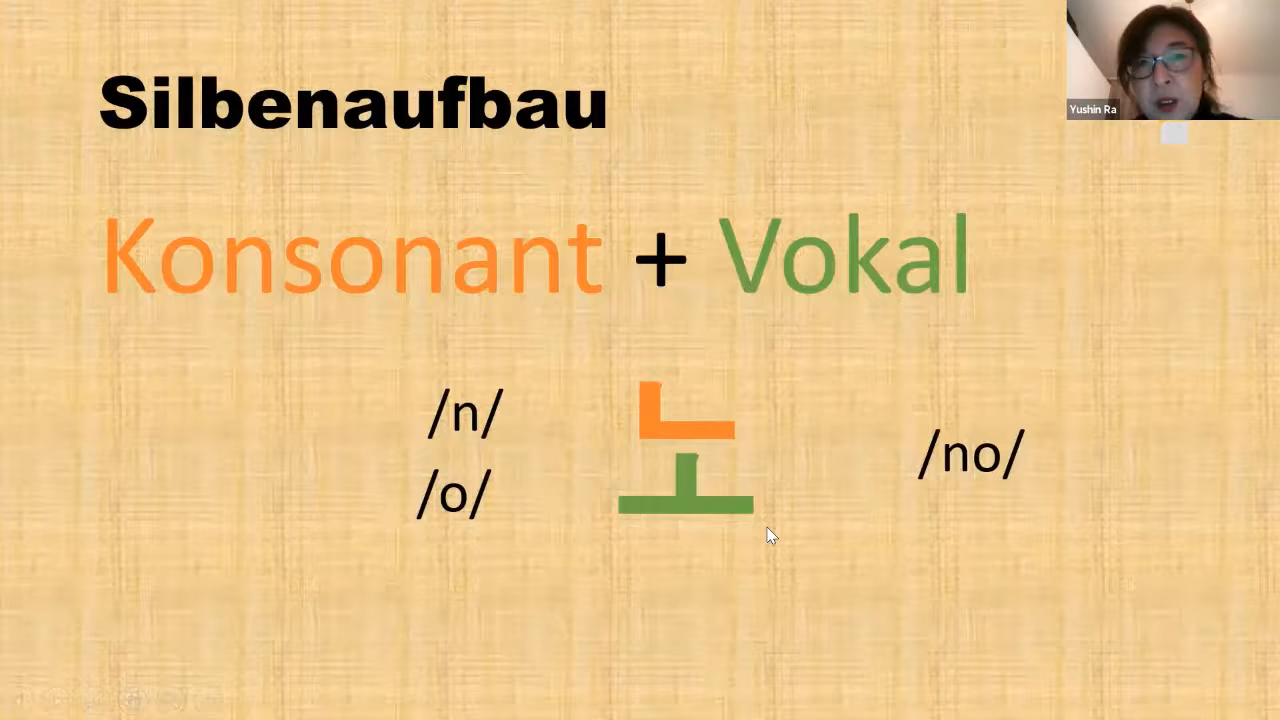 Yushin Ra
Silbenaufbau
Konsonant + Vokal
/n/
/o/
노
/no/